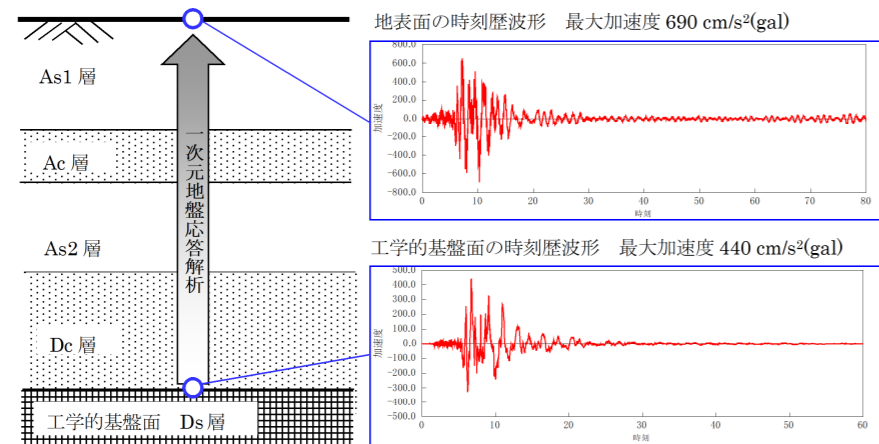 地表面の時刻歴波形 最大加速度 690 cm/s²(gal)
As1 層
Ac 層
As2 層
Dc 層
工学的基盤面 Ds 層
一次元地盤応答解析
加速度
800.0
600.0
400.0
200.0
0.0
-200.0
-400.0
-600.0
-800.0
0 10 20 30 40 50 60 70 80
時刻
工学的基盤面の時刻歴波形 最大加速度 440 cm/s²(gal)
加速度
500.0
400.0
300.0
200.0
100.0
0.0
-100.0
-200.0
-300.0
-400.0
-500.0
0 10 20 30 40 50 60
時刻